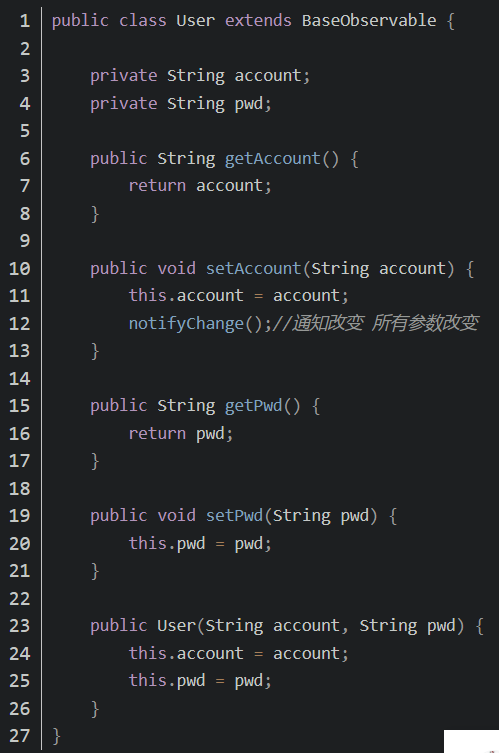 1 public class User extends BaseObservable {
2
3     private String account;
4     private String pwd;
5
6     public String getAccount() {
7         return account;
8     }
9
10     public void setAccount(String account) {
11         this.account = account;
12         notifyChange();//通知改变 所有参数改变
13     }
14
15     public String getPwd() {
16         return pwd;
17     }
18
19     public void setPwd(String pwd) {
20         this.pwd = pwd;
21     }
22
23     public User(String account, String pwd) {
24         this.account = account;
25         this.pwd = pwd;
26     }
27 }